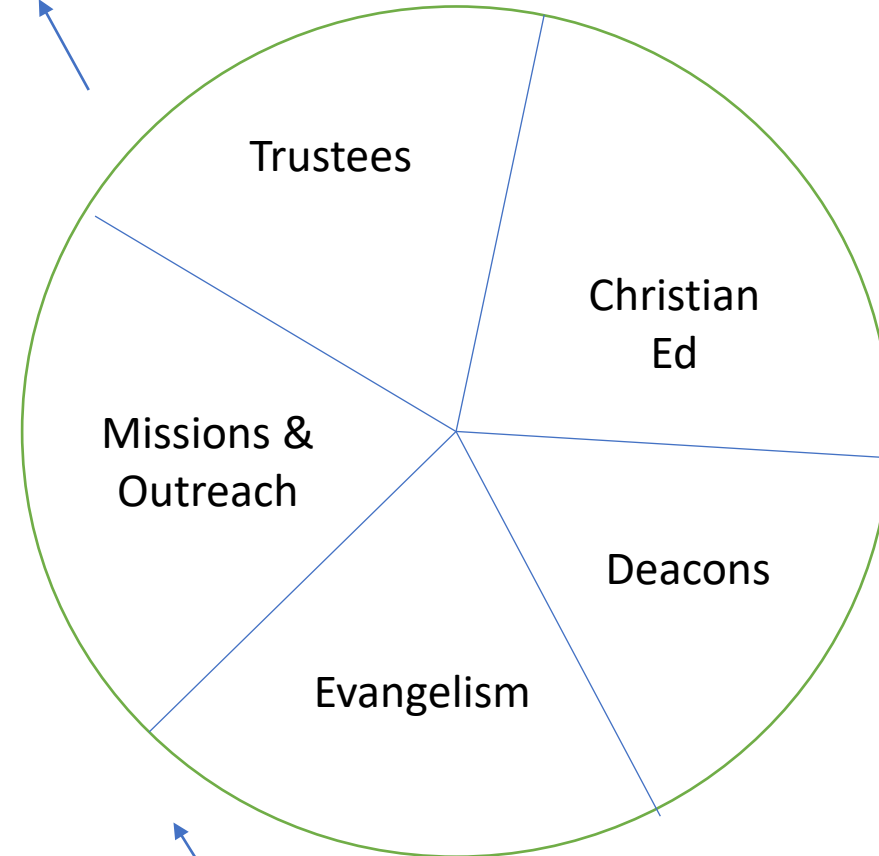 Trustees
Christian
Ed
Missions &
Outreach
Deacons
Evangelism